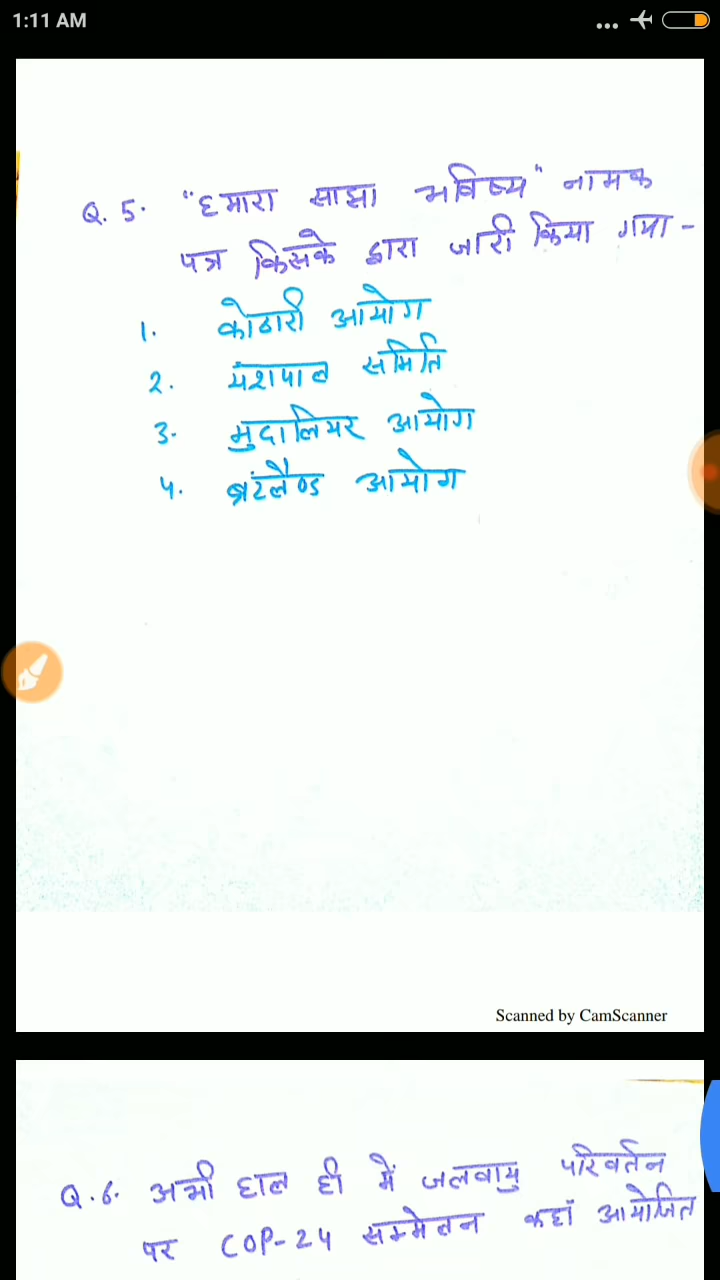 1:11 AM
Q. 5. "हमारा साझा भविष्य" नामक
पत्र किसके द्वारा जारी किया गया -
1. कोठारी आयोग
2. यशपाल समिति
3. मुदालियर आयोग
4. ब्रंटलैण्ड आयोग
Scanned by CamScanner
Q.6. अभी हाल ही में जलवायु परिवर्तन
पर COP-24 सम्मेलन कहां आयोजित